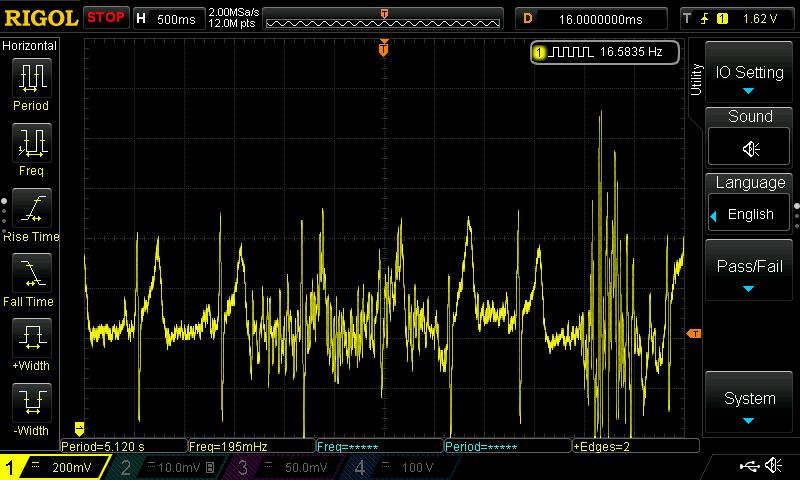 RIGOL STOP H 500ms 2.00MSa/s 12.0M pts D 16.0000000ms T 1 1.62 V
Horizontal
T
1 16.5835 Hz
Utility
IO Setting
Period
Sound
Freq
Language
English
Rise Time
Pass/Fail
Fall Time
T
+Width
System
-Width
Period=5.120 s Freq=195mHz Freq=***** Period=***** +Edges=2
1 200mV 2 10.0mV B 3 50.0mV 4 100 V